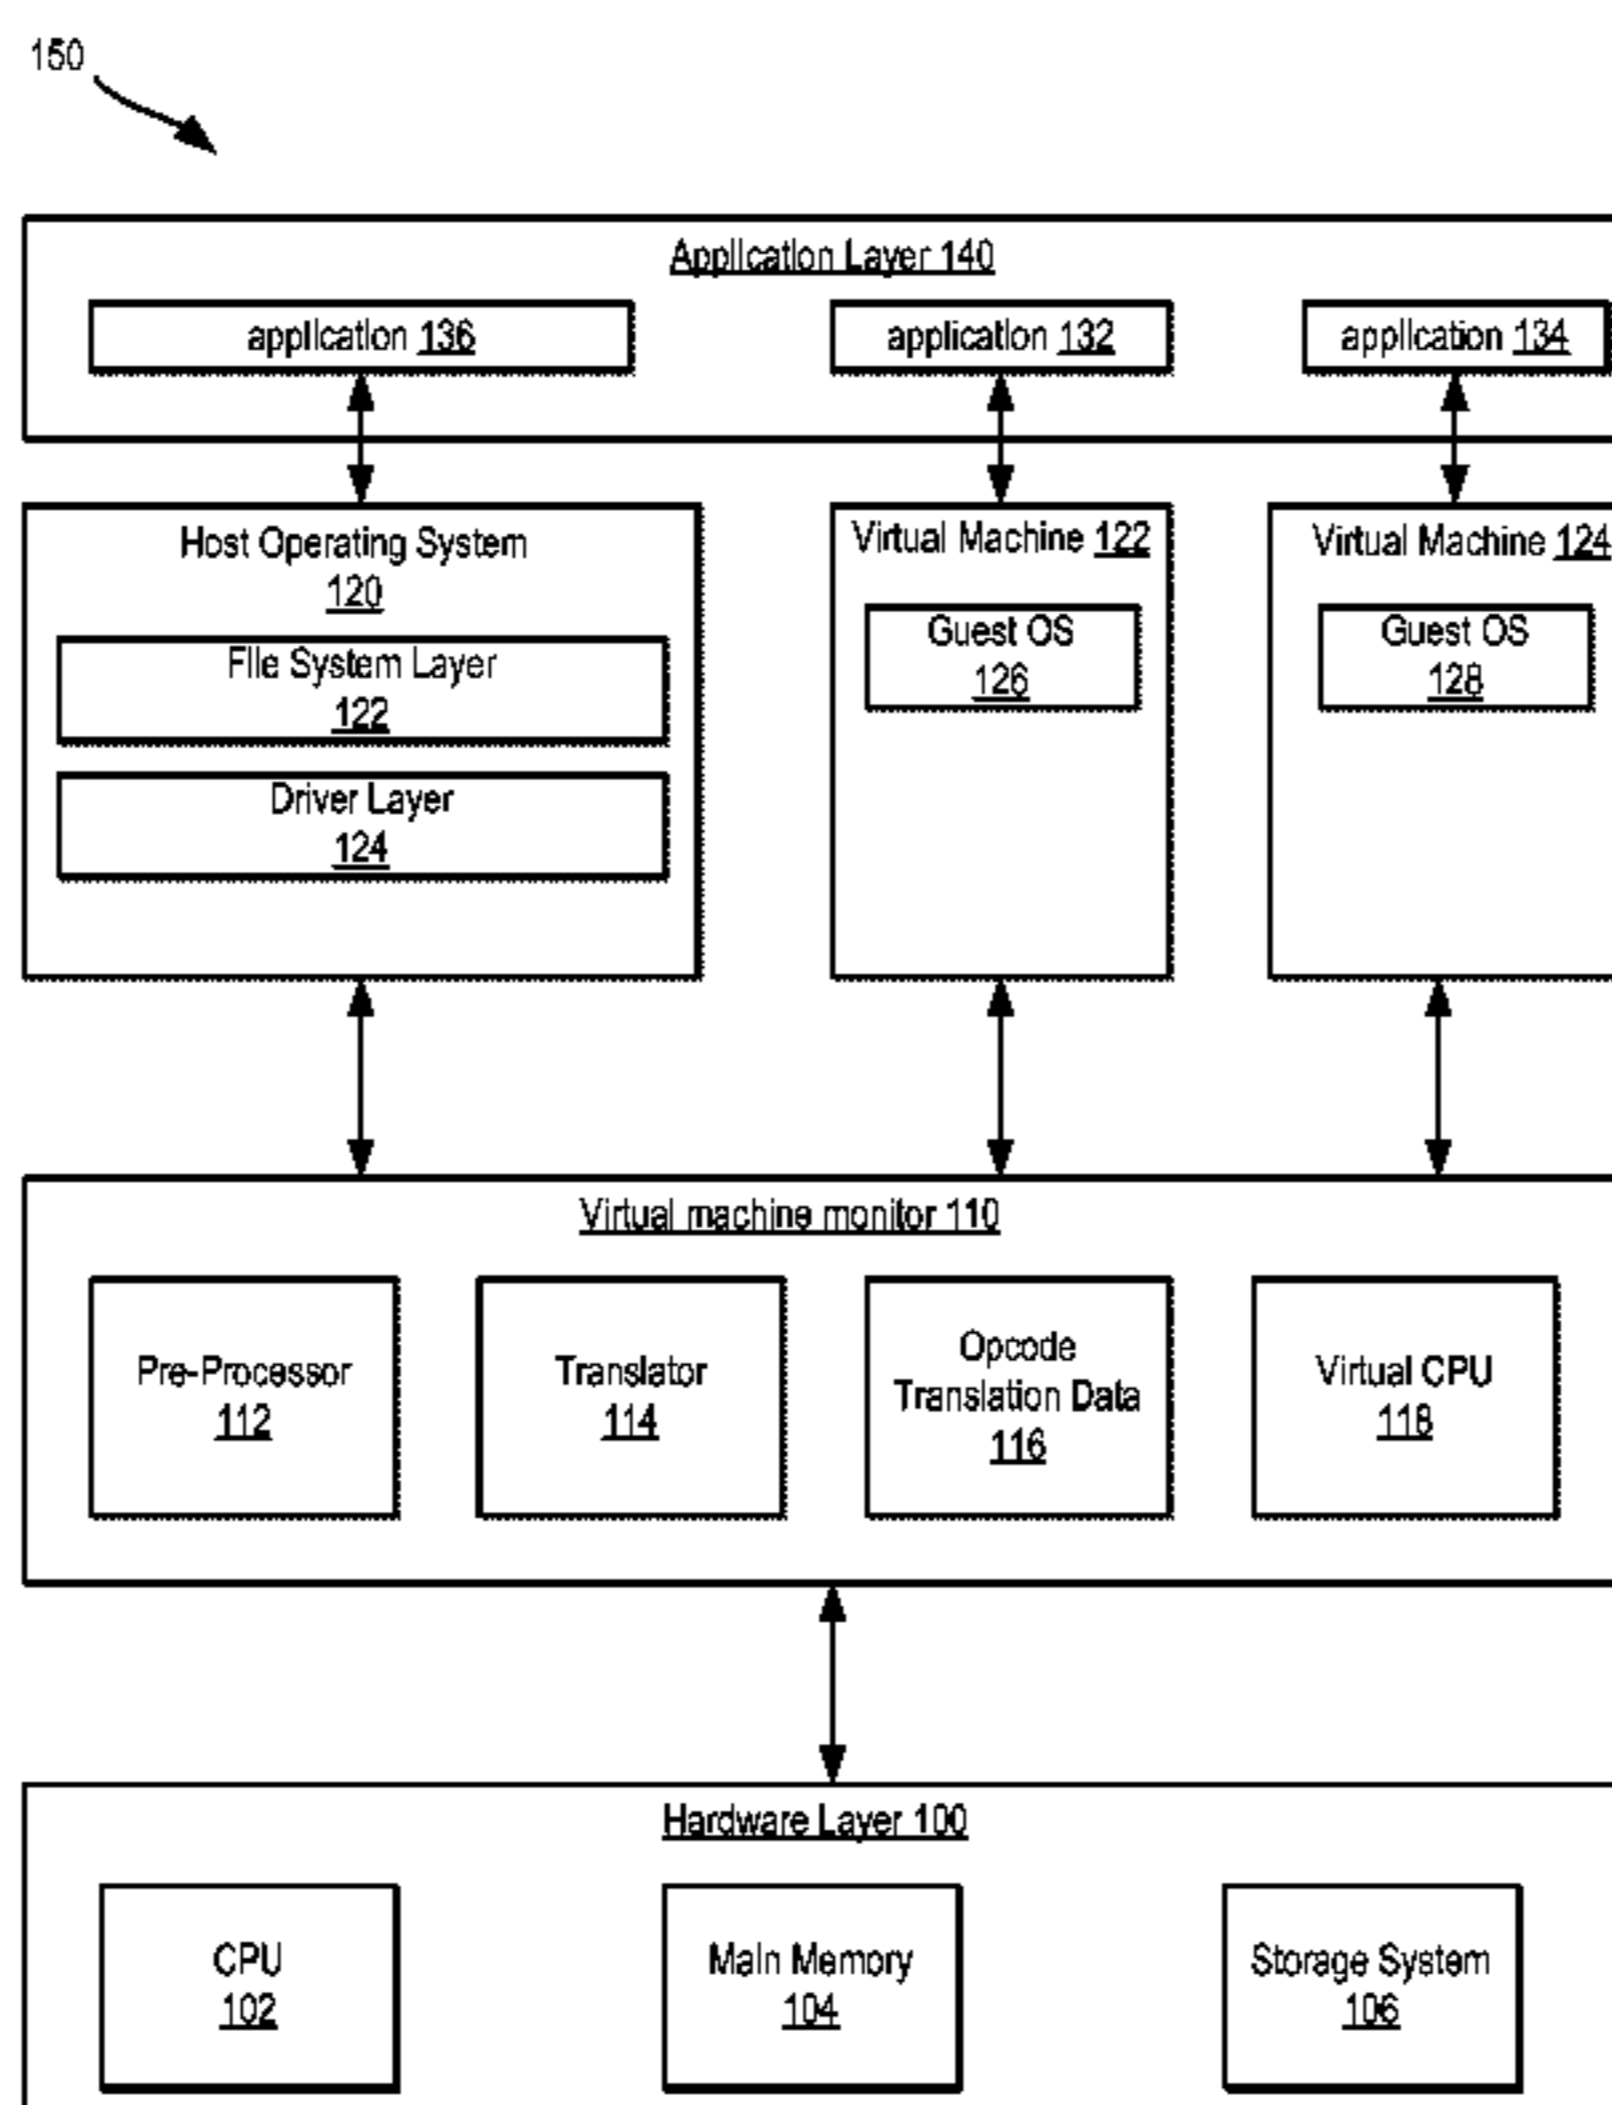 150
Application Layer 140
application 136
application 132
application 134
Host Operating System
120
File System Layer
122
Driver Layer
124
Virtual Machine 122
Guest OS
126
Virtual Machine 124
Guest OS
128
Virtual machine monitor 110
Pre-Processor
112
Translator
114
Opcode
Translation Data
116
Virtual CPU
118
Hardware Layer 100
CPU
102
Main Memory
104
Storage System
106